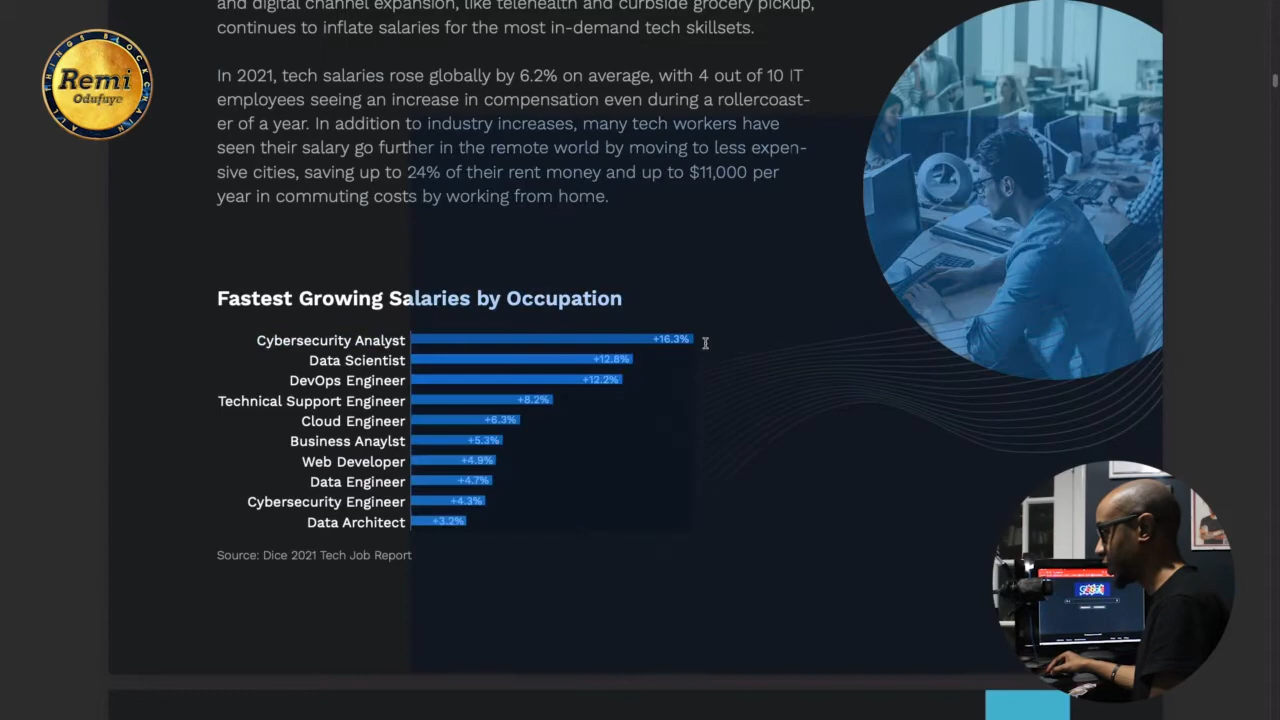 and digital channel expansion, like telehealth and curbside grocery pickup,
continues to inflate salaries for the most in-demand tech skillsets.
In 2021, tech salaries rose globally by 6.2% on average, with 4 out of 10 IT
employees seeing an increase in compensation even during a rollercoast-
er of a year. In addition to industry increases, many tech workers have
seen their salary go further in the remote world by moving to less expen-
sive cities, saving up to 24% of their rent money and up to $11,000 per
year in commuting costs by working from home.
Remi
Odufuye
THINGS BLOCKCHAIN
ALL
Fastest Growing Salaries by Occupation
Cybersecurity Analyst +16.3%
Data Scientist +12.8%
DevOps Engineer +12.2%
Technical Support Engineer +8.2%
Cloud Engineer +6.3%
Business Anaylst +5.3%
Web Developer +4.9%
Data Engineer +4.7%
Cybersecurity Engineer +4.3%
Data Architect +3.2%
Source: Dice 2021 Tech Job Report